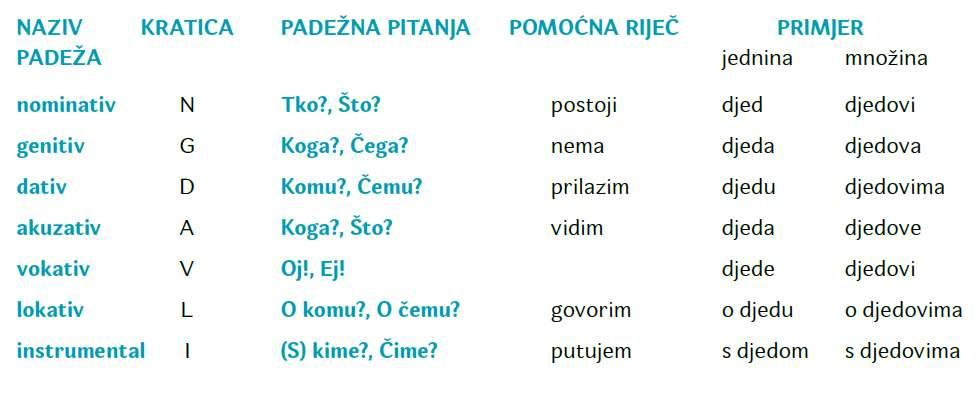 NAZIV KRATICA PADEŽNA PITANJA POMOĆNA RIJEČ PRIMJER
PADEŽA jednina množina
nominativ N Tko?, Što? postoji djed djedovi
genitiv G Koga?, Čega? nema djeda djedova
dativ D Komu?, Čemu? prilazim djedu djedovima
akuzativ A Koga?, Što? vidim djeda djedove
vokativ V Oj!, Ej! djede djedovi
lokativ L O komu?, O čemu? govorim o djedu o djedovima
instrumental I (S) kime?, Čime? putujem s djedom s djedovima